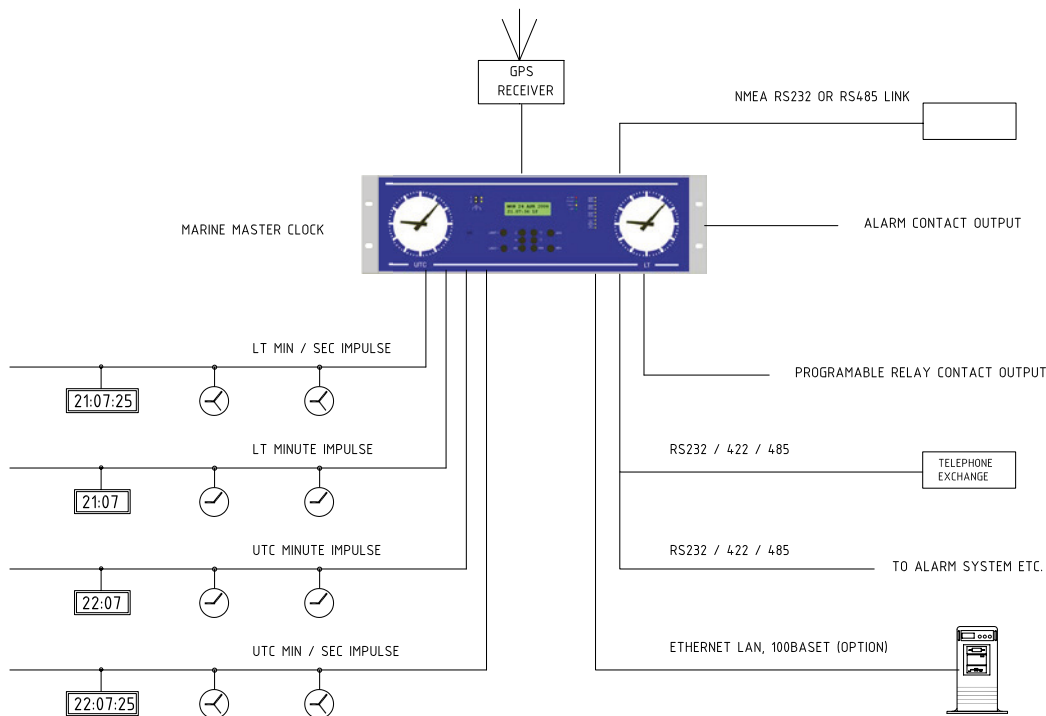 GPS
RECEIVER
NMEA RS232 OR RS485 LINK
MARINE MASTER CLOCK
UTC
LT
ALARM CONTACT OUTPUT
LT MIN / SEC IMPULSE
21:07:25
PROGRAMABLE RELAY CONTACT OUTPUT
LT MINUTE IMPULSE
21:07
RS232 / 422 / 485
TELEPHONE
EXCHANGE
UTC MINUTE IMPULSE
22:07
RS232 / 422 / 485
TO ALARM SYSTEM ETC.
UTC MIN / SEC IMPULSE
22:07:25
ETHERNET LAN, 100BASET (OPTION)